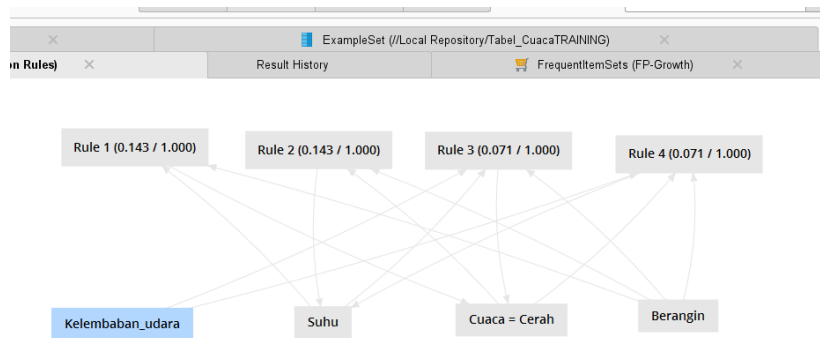 ExampleSet (//Local Repository/Tabel_CuacaTRAINING)
on Rules)
Result History
FrequentItemSets (FP-Growth)
Rule 1 (0.143 / 1.000)
Rule 2 (0.143 / 1.000)
Rule 3 (0.071 / 1.000)
Rule 4 (0.071 / 1.000)
Kelembaban_udara
Suhu
Cuaca = Cerah
Berangin